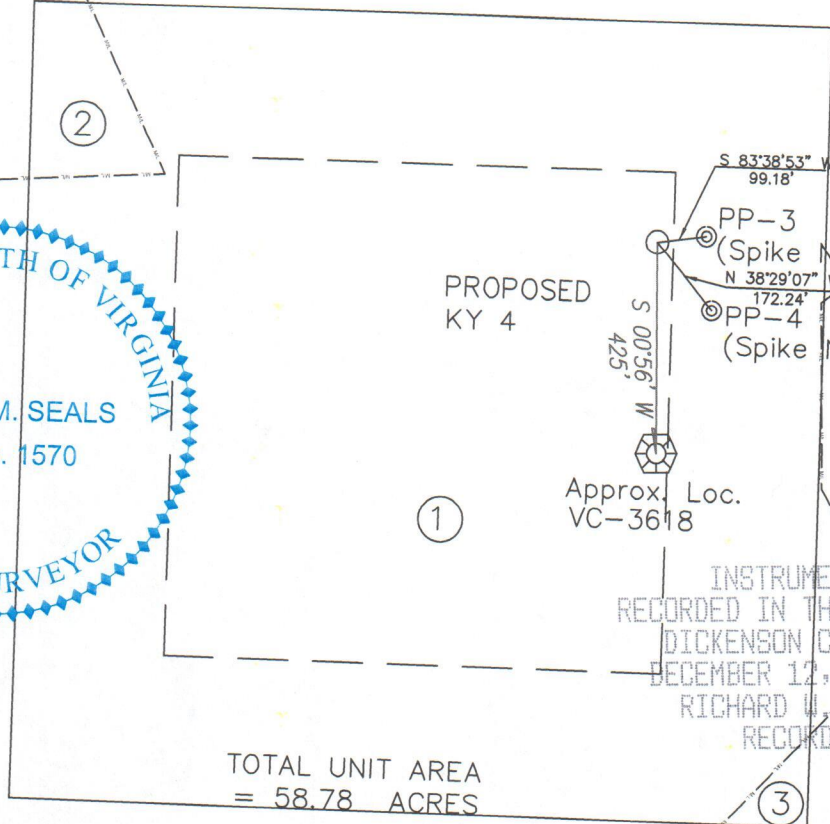 ②
S 83°38'53" W
99.18'
PP-3
(Spike N
N 38°29'07" W
172.24'
PP-4
(Spike N
TH OF VIRGINIA
PROPOSED
KY 4
S 00°56' W
425'
M. SEALS
. 1570
URVEYOR
Approx. Loc.
VC-3618
①
INSTRUME
RECORDED IN TH
DICKENSON C
DECEMBER 12,
RICHARD W.
RECORD
TOTAL UNIT AREA
= 58.78 ACRES
③